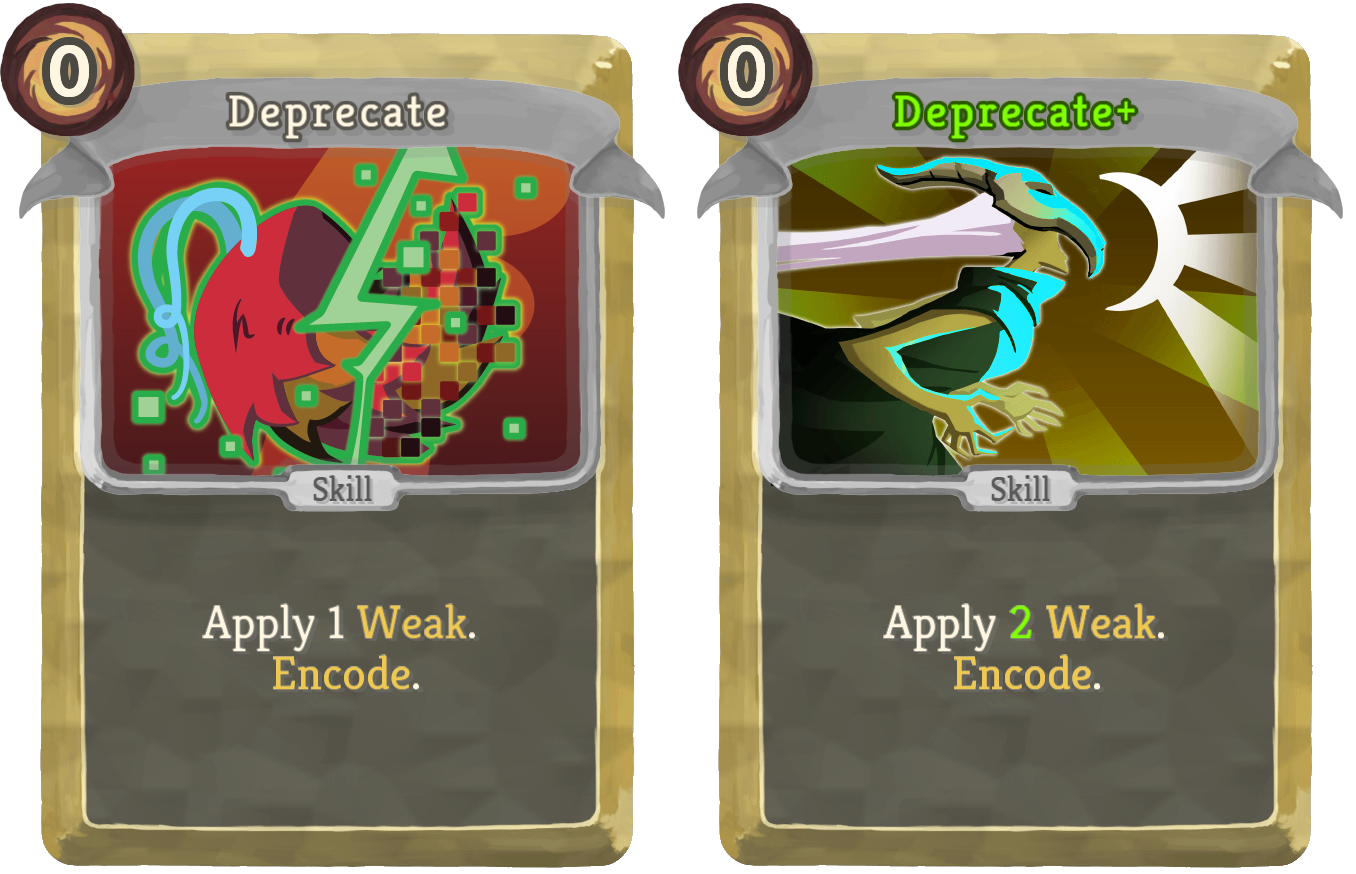 0
Deprecate
Skill
Apply 1 Weak.
Encode.
0
Deprecate+
Skill
Apply 2 Weak.
Encode.